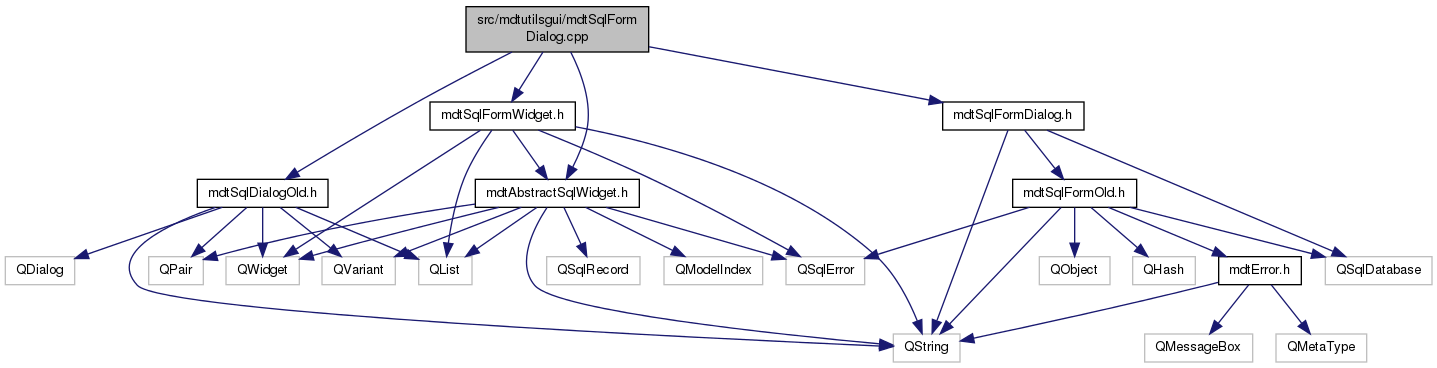 src/mdtutilsgui/mdtSqlForm
Dialog.cpp
mdtSqlFormWidget.h
mdtSqlFormDialog.h
mdtSqlDialogOld.h
mdtAbstractSqlWidget.h
mdtSqlFormOld.h
QDialog
QPair
QWidget
QVariant
QList
QSqlRecord
QModelIndex
QSqlError
QObject
QHash
mdtError.h
QSqlDatabase
QString
QMessageBox
QMetaType